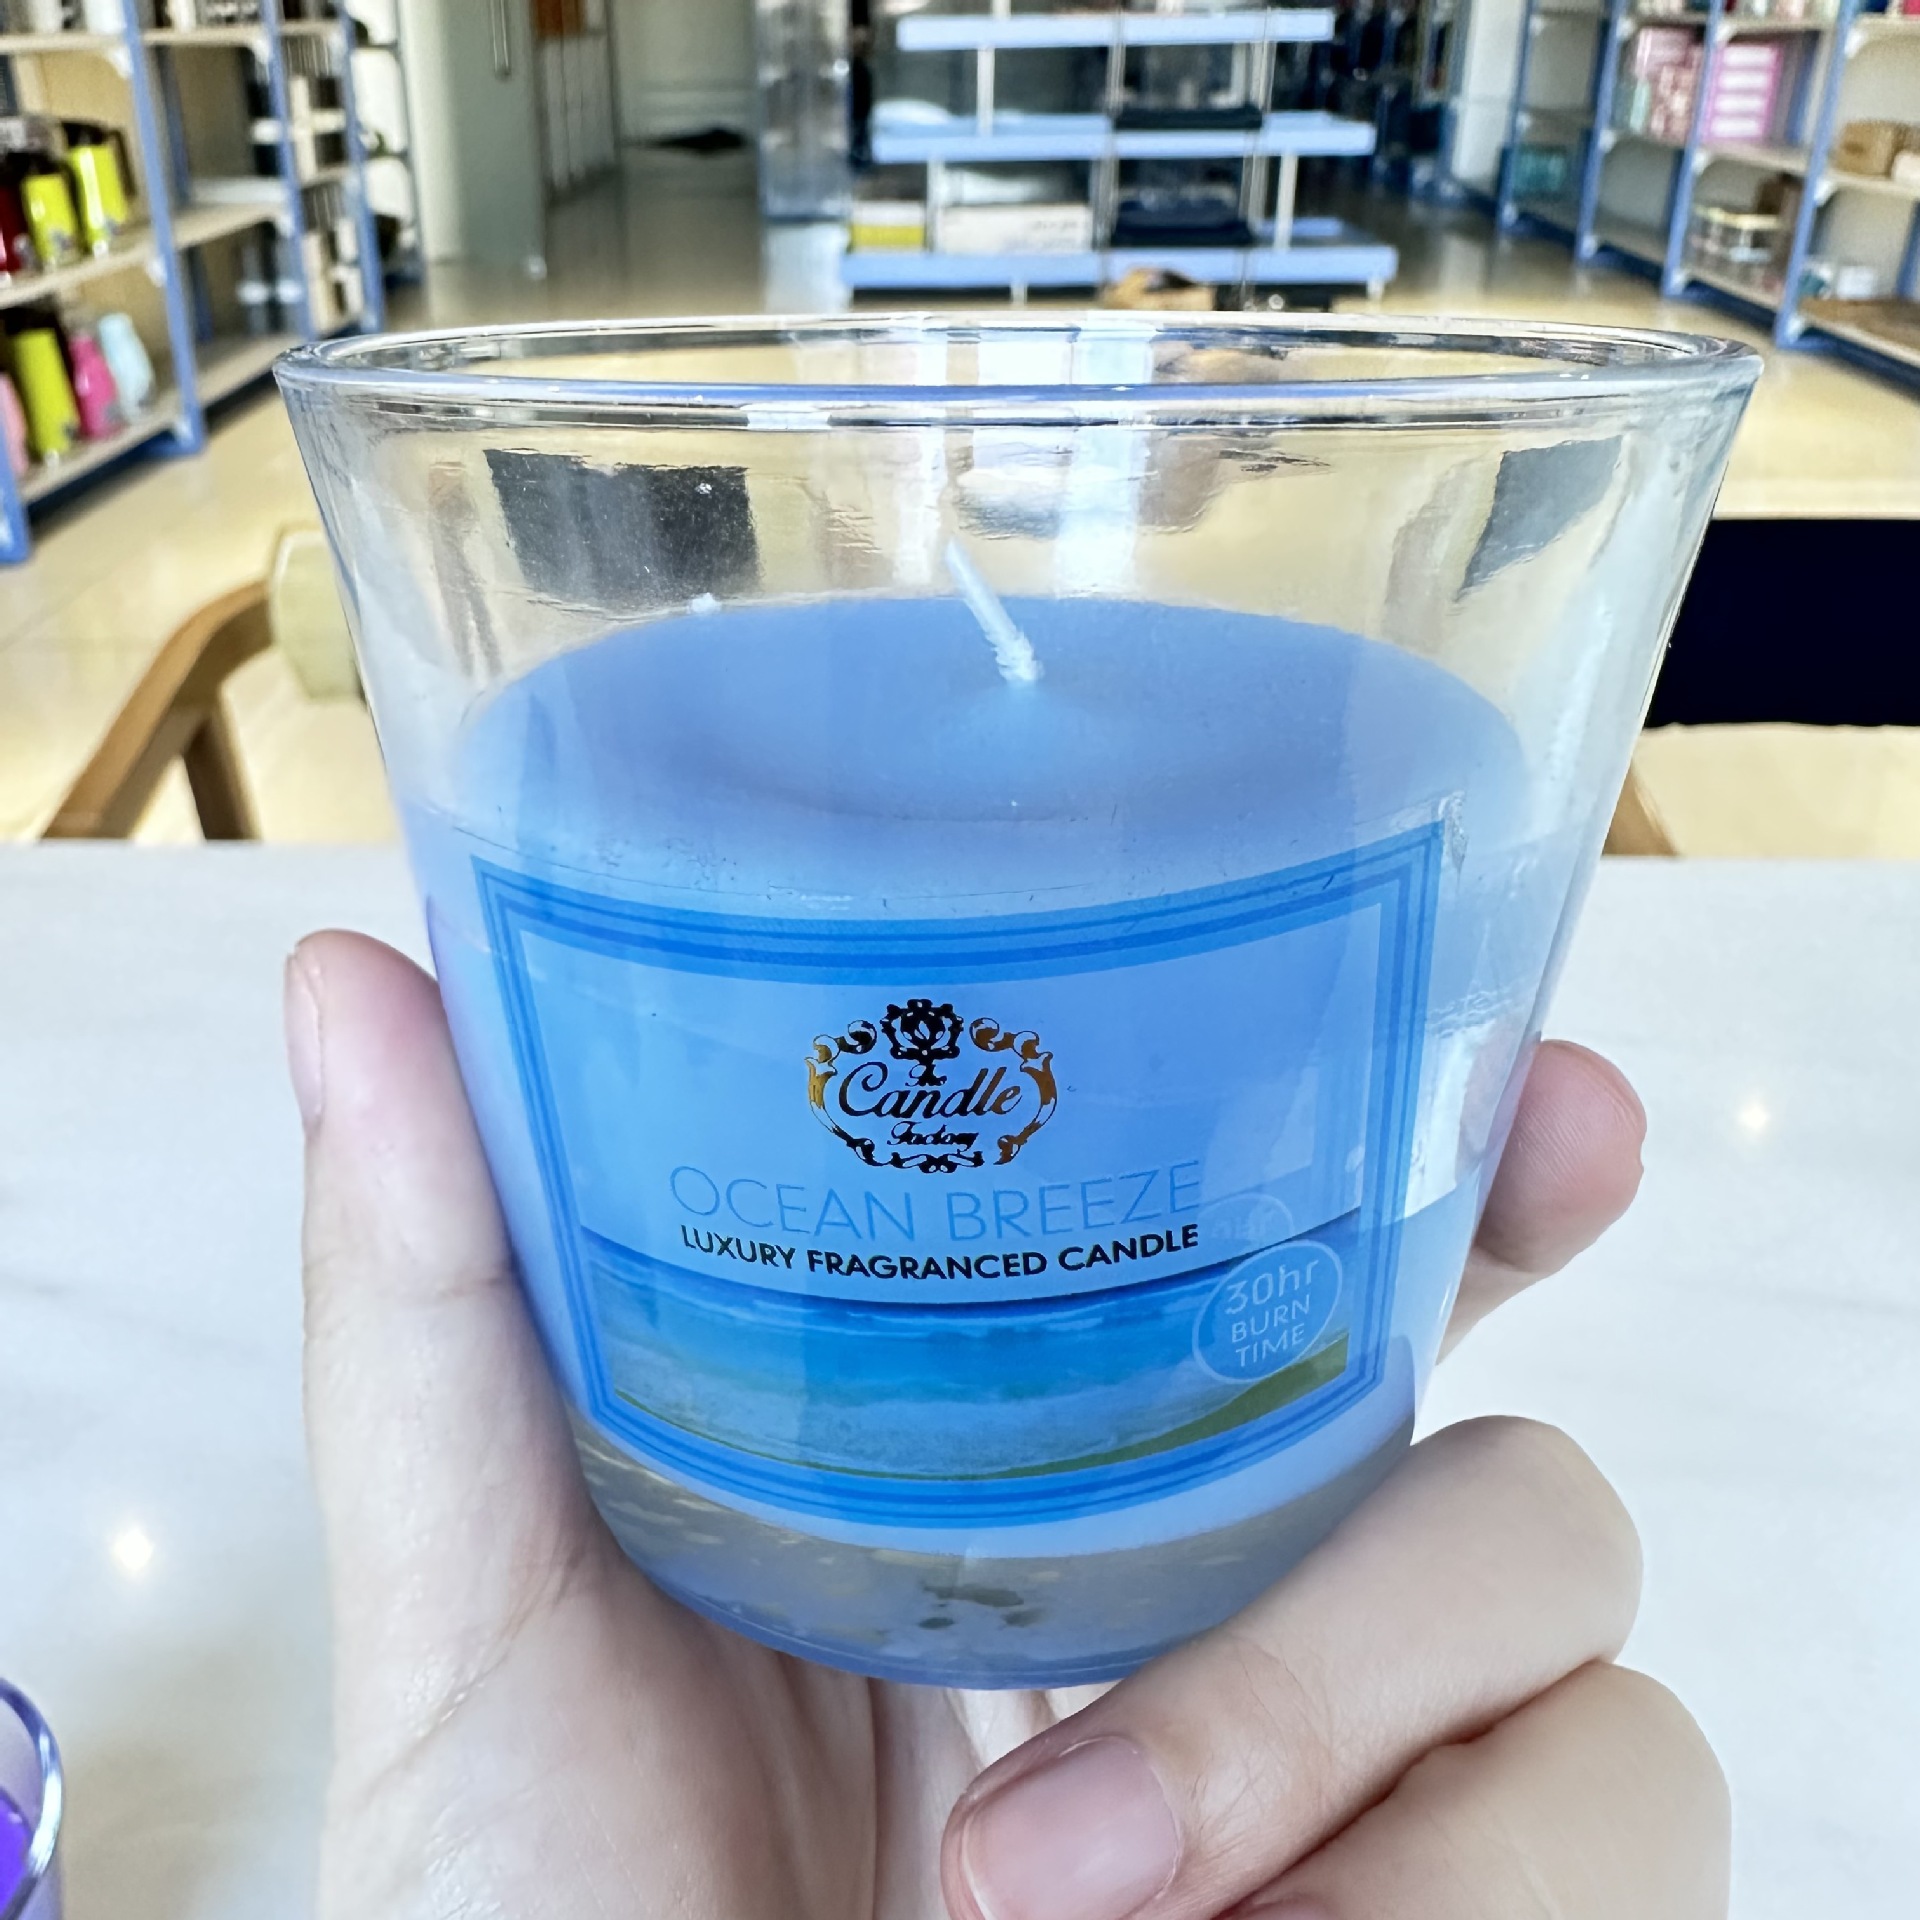 The
Candle
Factory
OCEAN BREEZE
LUXURY FRAGRANCED CANDLE
30hr
BURN
TIME